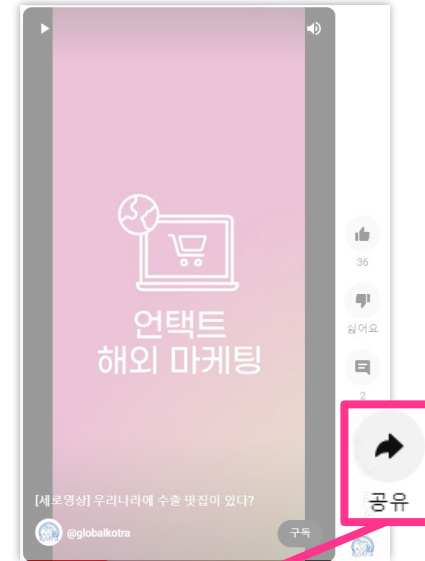 언택트
해외 마케팅
[세로영상] 우리나라에 수출 맛집이 있다?
@globalkotra
구독
36
싫어요
2
공유